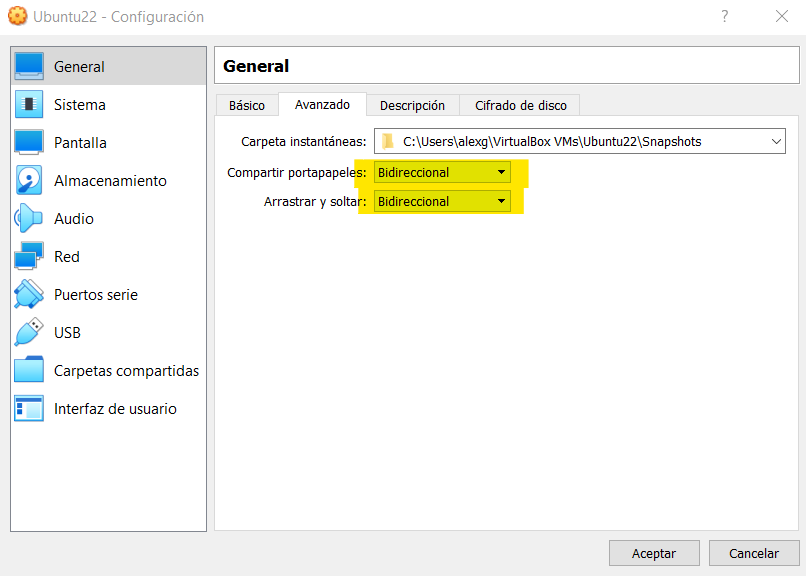 Ubuntu22 - Configuración
?
General
Sistema
Pantalla
Almacenamiento
Audio
Red
Puertos serie
USB
Carpetas compartidas
Interfaz de usuario
General
Básico Avanzado Descripción Cifrado de disco
Carpeta instantáneas: C:\Users\alexg\VirtualBox VMs\Ubuntu22\Snapshots
Compartir portapapeles: Bidireccional
Arrastrar y soltar: Bidireccional
Aceptar Cancelar